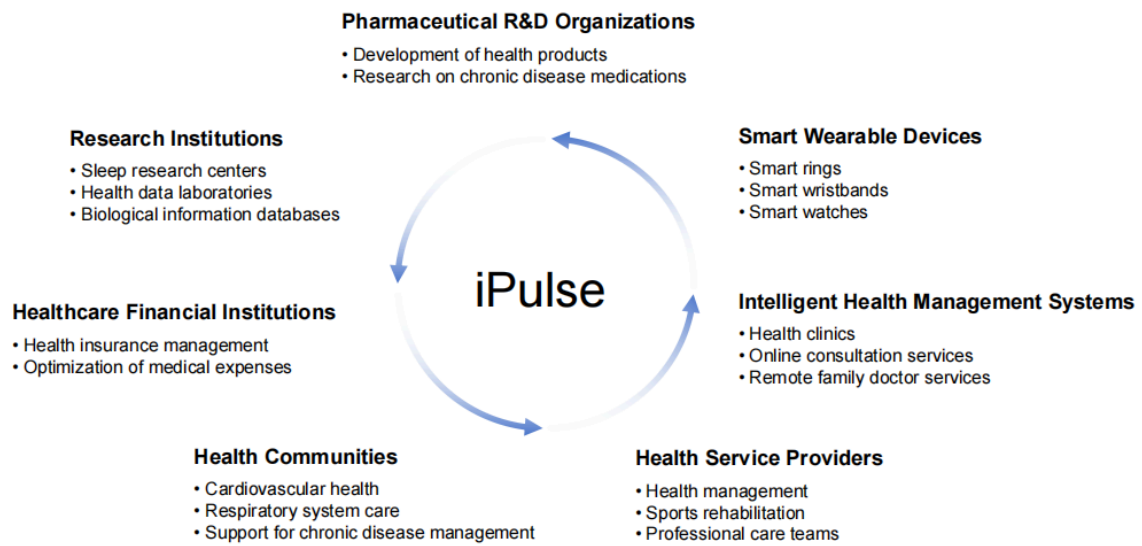 Pharmaceutical R&D Organizations
• Development of health products
• Research on chronic disease medications
Research Institutions
• Sleep research centers
• Health data laboratories
• Biological information databases
Smart Wearable Devices
• Smart rings
• Smart wristbands
• Smart watches
iPulse
Healthcare Financial Institutions
• Health insurance management
• Optimization of medical expenses
Intelligent Health Management Systems
• Health clinics
• Online consultation services
• Remote family doctor services
Health Communities
• Cardiovascular health
• Respiratory system care
• Support for chronic disease management
Health Service Providers
• Health management
• Sports rehabilitation
• Professional care teams